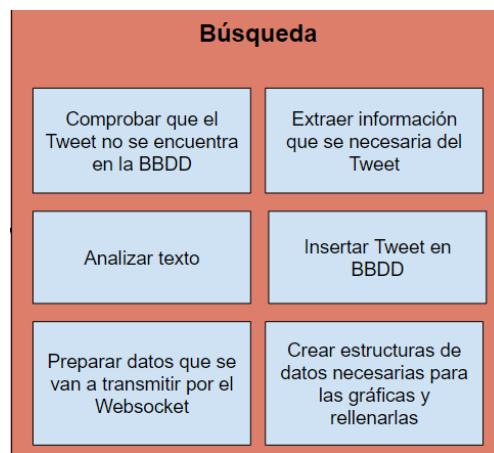 Búsqueda
Comprobar que el
Tweet no se encuentra
en la BBDD
Extraer información
que se necesaria del
Tweet
Analizar texto
Insertar Tweet en
BBDD
Preparar datos que se
van a transmitir por el
Websocket
Crear estructuras de
datos necesarias para
las gráficas y
rellenarlas